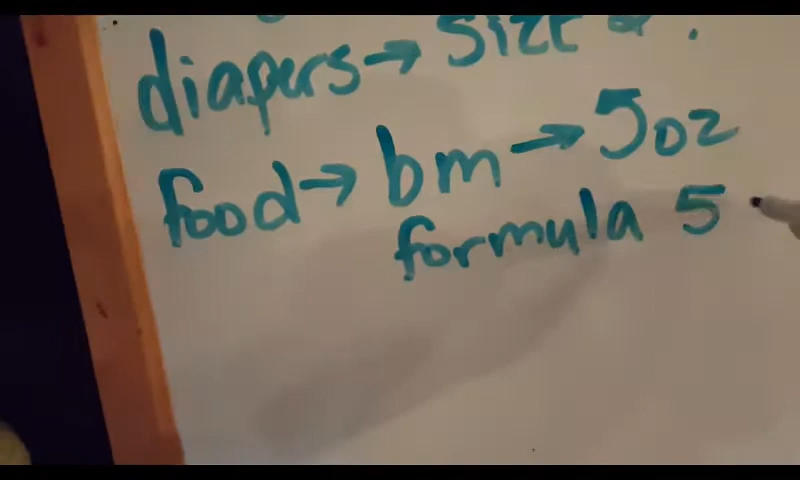 diapers → size
food → bm → 5oz
formula 5